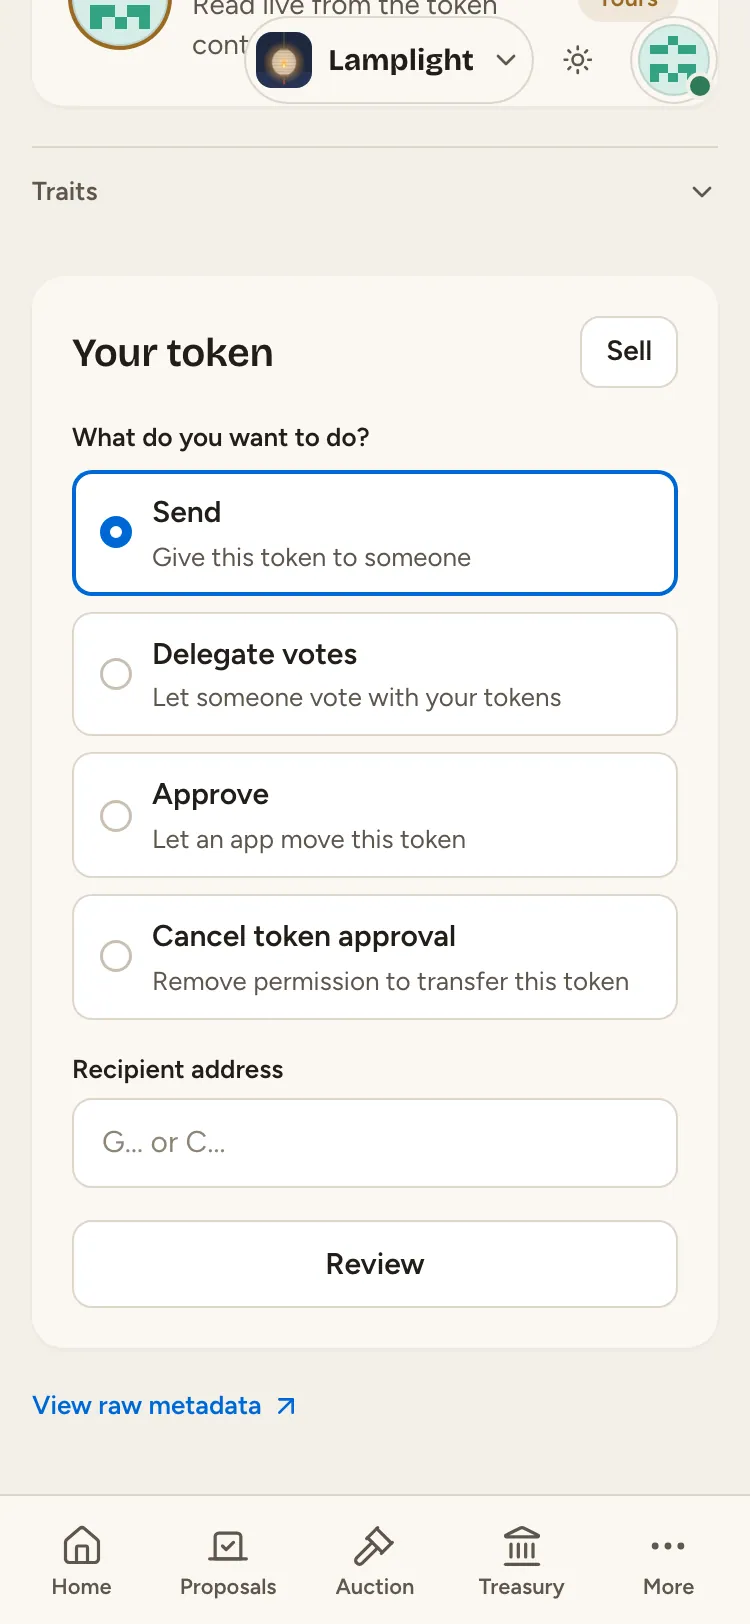 Read live from the token
Yours
cont
Lamplight
Traits
Your token
Sell
What do you want to do?
Send
Give this token to someone
Delegate votes
Let someone vote with your tokens
Approve
Let an app move this token
Cancel token approval
Remove permission to transfer this token
Recipient address
G... or C...
Review
View raw metadata
Home
Proposals
Auction
Treasury
More